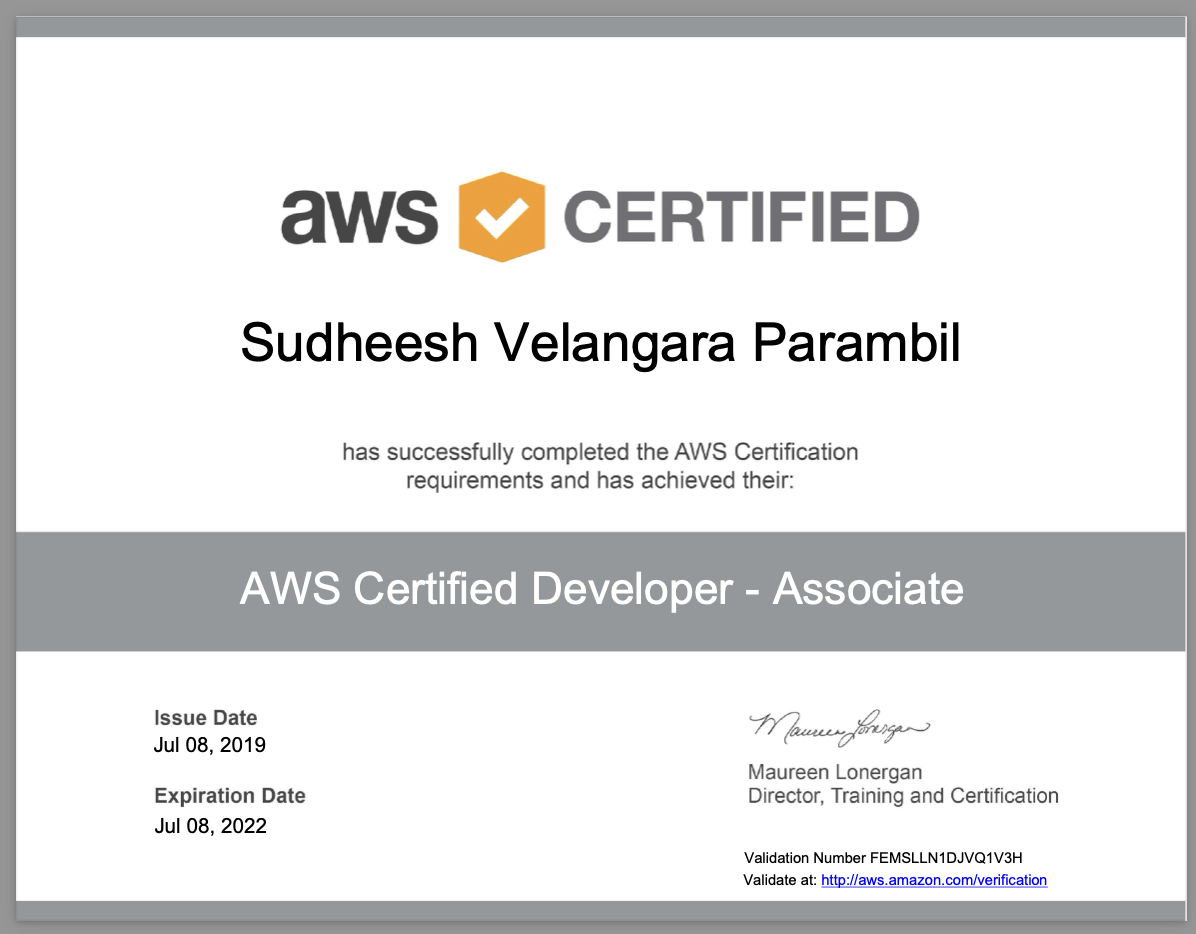 aws CERTIFIED
Sudheesh Velangara Parambil
has successfully completed the AWS Certification
requirements and has achieved their:
AWS Certified Developer - Associate
Issue Date
Jul 08, 2019
Expiration Date
Jul 08, 2022
Maureen Lonergan
Maureen Lonergan
Director, Training and Certification
Validation Number FEMSLLN1DJVQ1V3H
Validate at: http://aws.amazon.com/verification